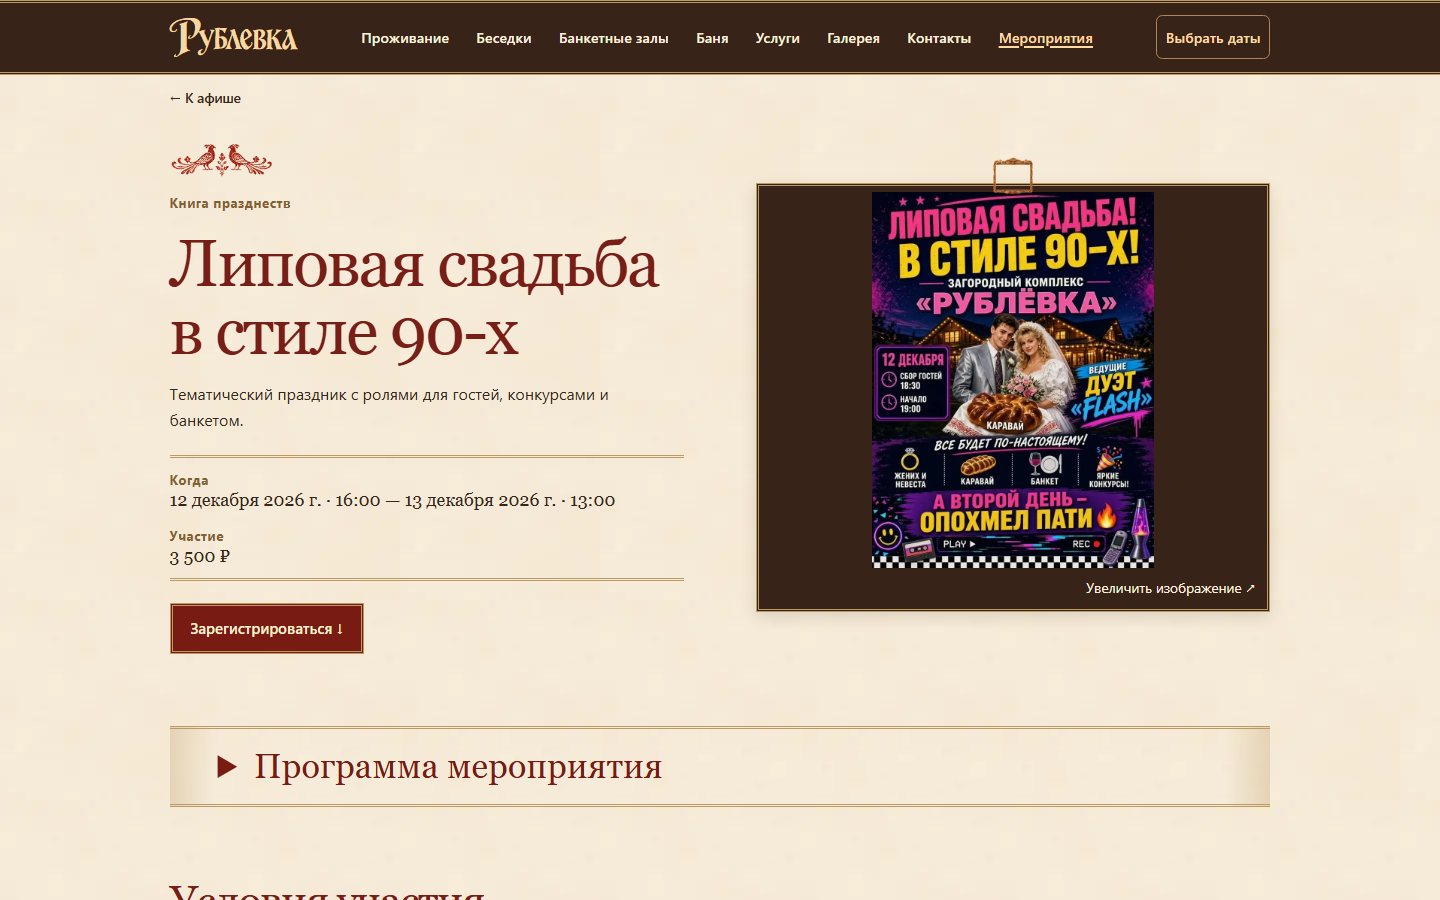 Рублевка
Проживание
Беседки
Банкетные залы
Баня
Услуги
Галерея
Контакты
Мероприятия
Выбрать даты
← К афише
Книга празднеств
Липовая свадьба
в стиле 90-х
Тематический праздник с ролями для гостей, конкурсами и
банкетом.
Когда
12 декабря 2026 г. · 16:00 — 13 декабря 2026 г. · 13:00
Участие
3 500 ₽
Зарегистрироваться ↓
ЛИПОВАЯ СВАДЬБА!
В СТИЛЕ 90-Х!
ЗАГОРОДНЫЙ КОМПЛЕКС
«РУБЛЁВКА»
12 ДЕКАБРЯ
СБОР ГОСТЕЙ
18:30
НАЧАЛО
19:00
ВЕДУЩИЕ
ДУЭТ
«FLASH»
КАРАВАЙ
ВСЕ БУДЕТ ПО-НАСТОЯЩЕМУ!
ЖЕНИХ И
НЕВЕСТА
КАРАВАЙ
БАНКЕТ
ЯРКИЕ
КОНКУРСЫ!
А ВТОРОЙ ДЕНЬ –
ОПОХМЕЛ ПАТИ
PLAY
REC
Увеличить изображение ↗
Программа мероприятия
Условия участия